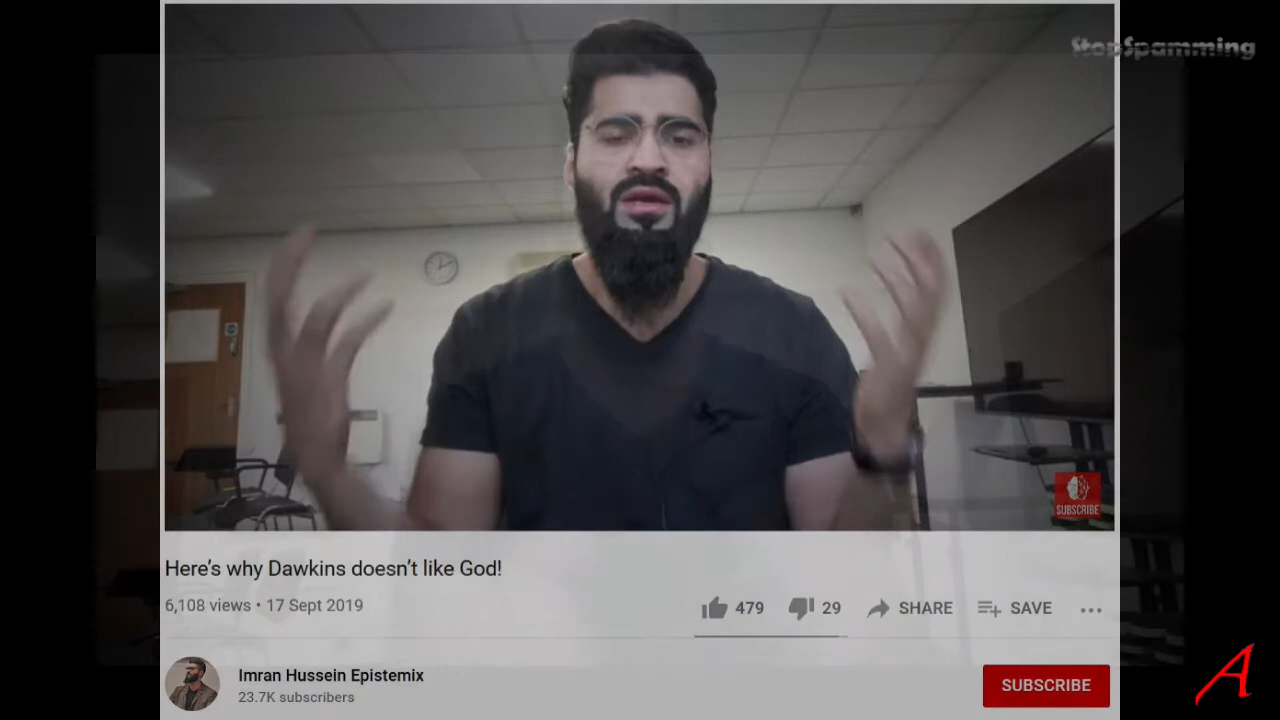 StopSpamming
SUBSCRIBE
Here’s why Dawkins doesn’t like God!
6,108 views • 17 Sept 2019
479 29 SHARE SAVE
Imran Hussein Epistemix
23.7K subscribers
SUBSCRIBE
A